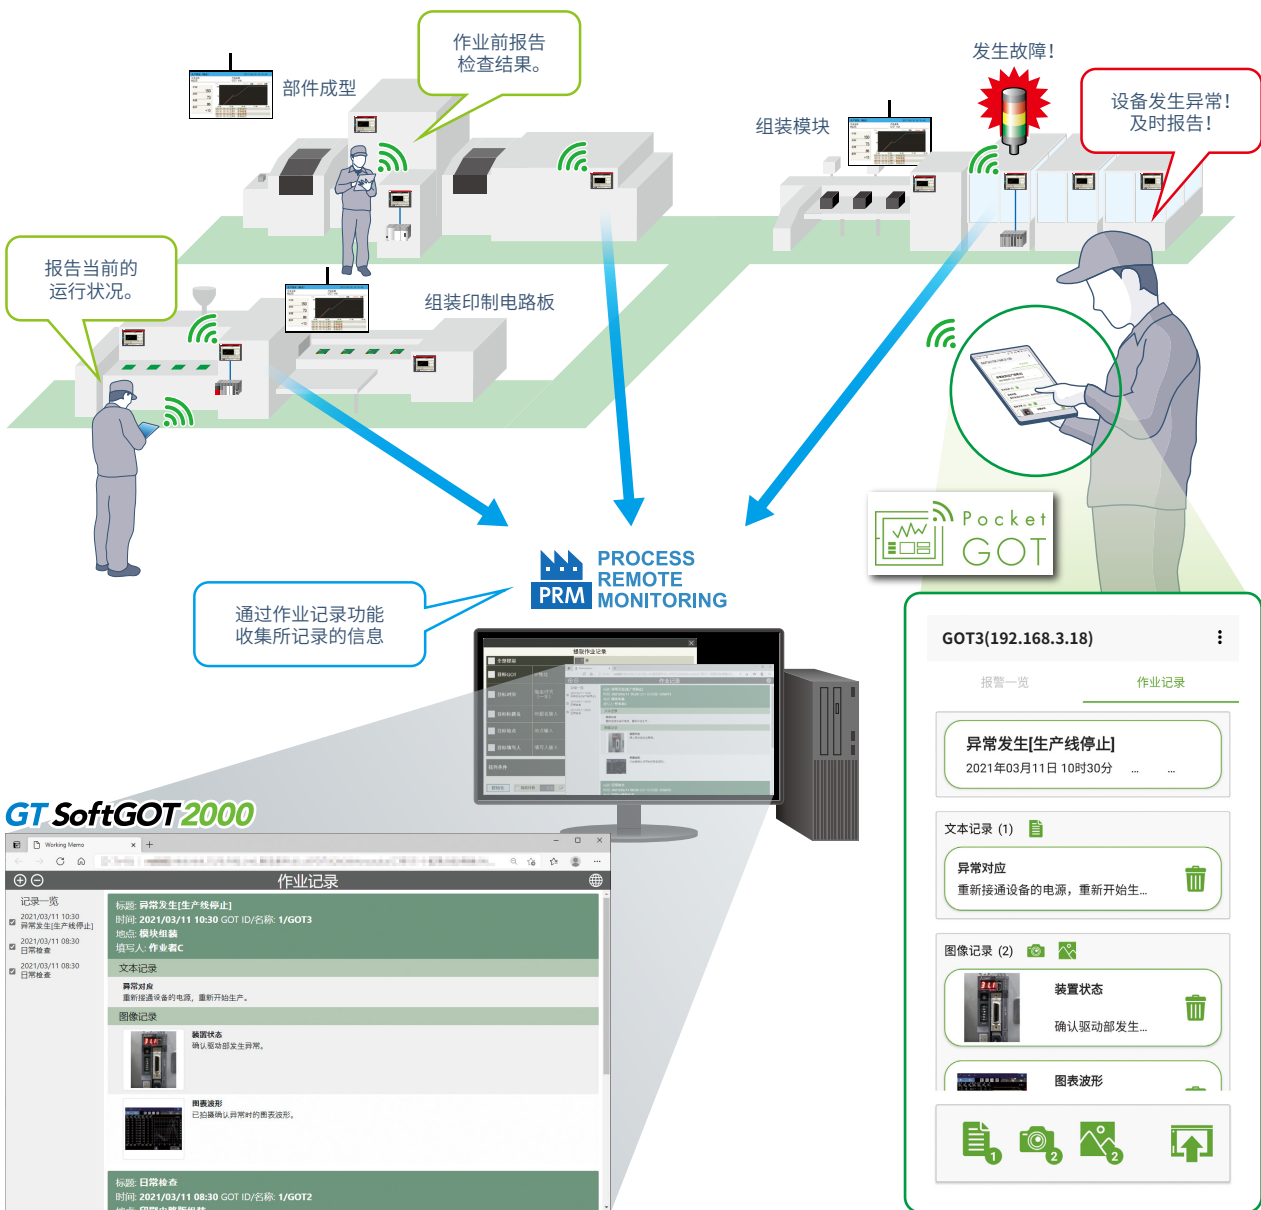 作业前报告
检查结果。
部件成型
发生故障！
设备发生异常！
及时报告！
组装模块
报告当前的
运行状况。
组装印制电路板
Pocket
GOT
PROCESS
REMOTE
MONITORING
PRM
通过作业记录功能
收集所记录的信息
提取作业记录
GOT3(192.168.3.18)
报警一览
作业记录
异常发生[生产线停止]
2021年03月11日 10时30分 ... ...
文本记录 (1)
异常对应
重新接通设备的电源，重新开始生...
图像记录 (2)
装置状态
确认驱动部发生...
图表波形
1
2
2
GT SoftGOT2000
Working Memo
作业记录
记录一览
2021/03/11 10:30
异常发生[生产线停止]
2021/03/11 08:30
日常检查
2021/03/11 08:30
日常检查
标题: 异常发生[生产线停止]
时间: 2021/03/11 10:30 GOT ID/名称: 1/GOT3
地点: 模块组装
填写人: 作业者C
文本记录
异常对应
重新接通设备的电源，重新开始生产。
图像记录
装置状态
确认驱动部发生异常。
图表波形
已拍摄确认异常时的图表波形。
标题: 日常检查
时间: 2021/03/11 08:30 GOT ID/名称: 1/GOT2